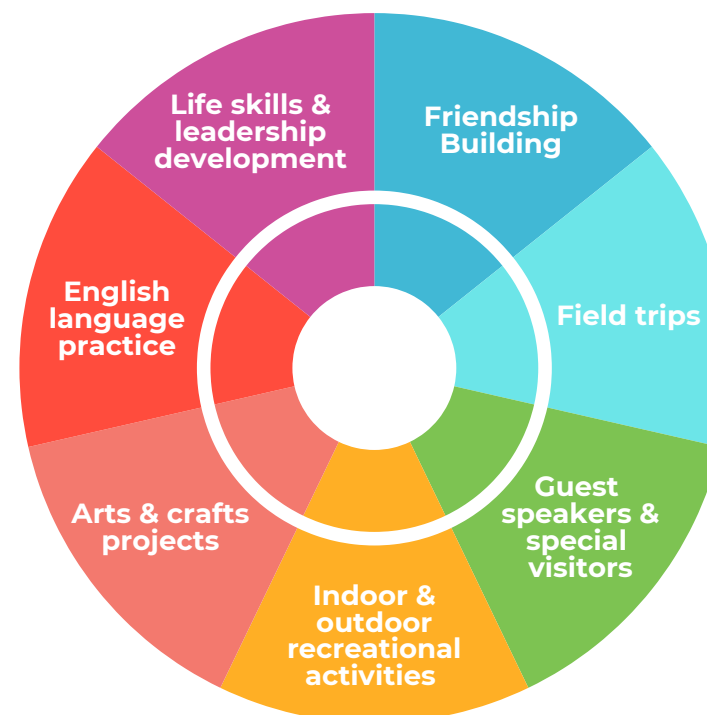 Life skills &
leadership
development
Friendship
Building
English
language
practice
Field trips
Arts & crafts
projects
Guest
speakers &
special
visitors
Indoor &
outdoor
recreational
activities